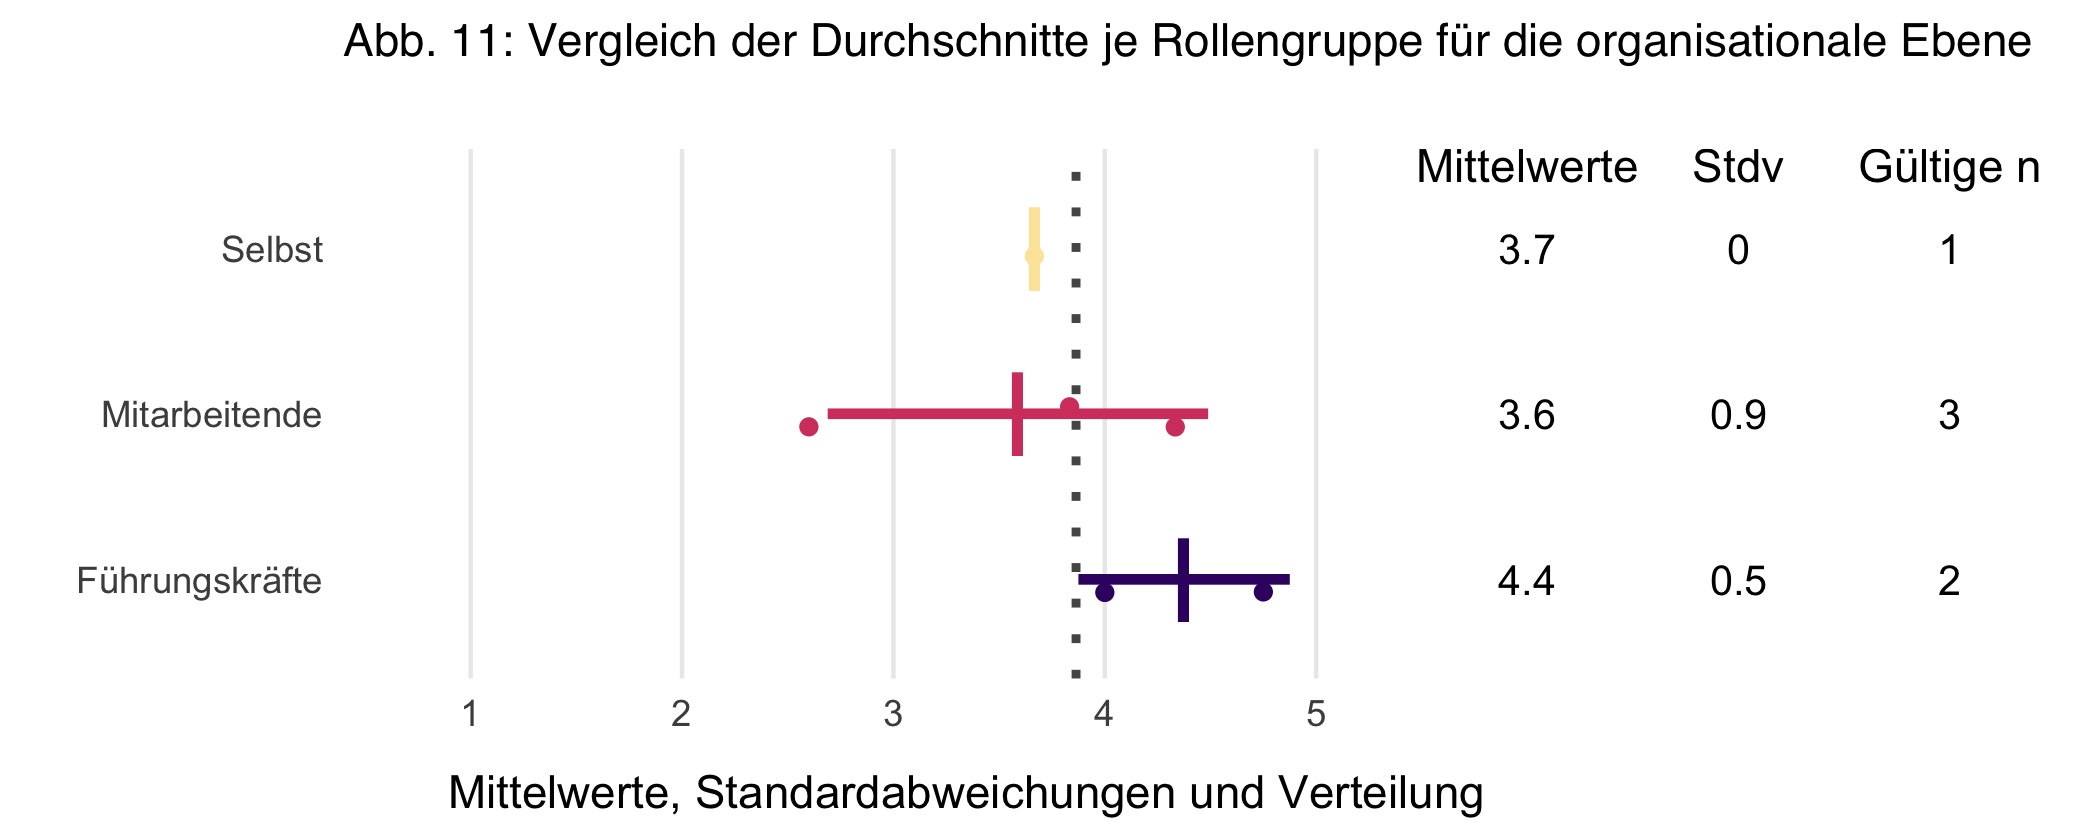 Abb. 11: Vergleich der Durchschnitte je Rollengruppe für die organisationale Ebene
Mittelwerte Stdv Gültige n
Selbst 3.7 0 1
Mitarbeitende 3.6 0.9 3
Führungskräfte 4.4 0.5 2
1 2 3 4 5
Mittelwerte, Standardabweichungen und Verteilung